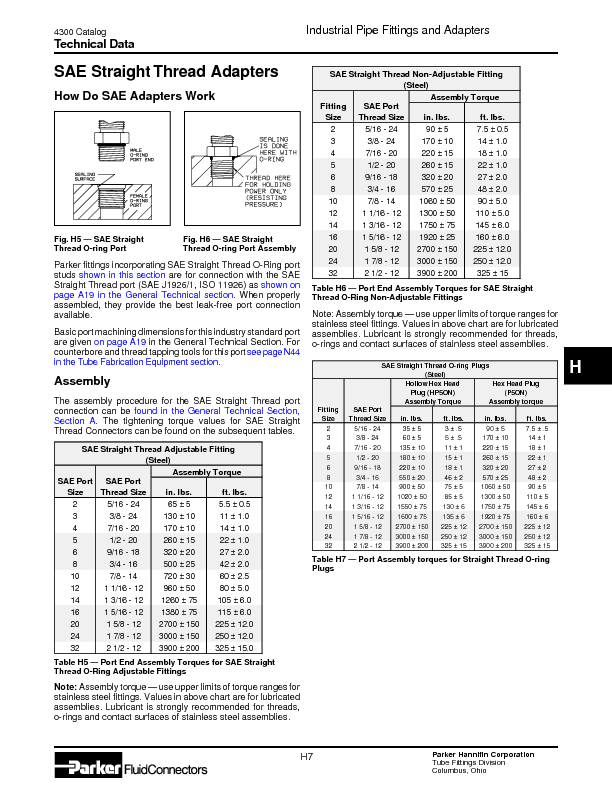 4300 Catalog
Technical Data
Industrial Pipe Fittings and Adapters
SAE Straight Thread Adapters
How Do SAE Adapters Work
MALE
O-RING
PORT END
SEALING
SURFACE
FEMALE
O-RING
PORT
SEALING
IS DONE
HERE WITH
O-RING
THREAD HERE
FOR HOLDING
POWER ONLY
(RESISTING
PRESSURE)
Fig. H5 — SAE Straight
Thread O-ring Port
Fig. H6 — SAE Straight
Thread O-ring Port Assembly
Parker fittings incorporating SAE Straight Thread O-Ring port
studs shown in this section are for connection with the SAE
Straight Thread port (SAE J1926/1, ISO 11926) as shown on
page A19 in the General Technical section. When properly
assembled, they provide the best leak-free port connection
available.
Basic port machining dimensions for this industry standard port
are given on page A19 in the General Technical Section. For
counterbore and thread tapping tools for this port see page N44
in the Tube Fabrication Equipment section.
Assembly
The assembly procedure for the SAE Straight Thread port
connection can be found in the General Technical Section,
Section A. The tightening torque values for SAE Straight
Thread Connectors can be found on the subsequent tables.
SAE Straight Thread Adjustable Fitting
(Steel)
Assembly Torque
SAE Port Size SAE Port Thread Size in. lbs. ft. lbs.
2 5/16 - 24 65 ± 5 5.5 ± 0.5
3 3/8 - 24 130 ± 10 11 ± 1.0
4 7/16 - 20 170 ± 10 14 ± 1.0
5 1/2 - 20 260 ± 15 22 ± 1.0
6 9/16 - 18 320 ± 20 27 ± 2.0
8 3/4 - 16 500 ± 25 42 ± 2.0
10 7/8 - 14 720 ± 30 60 ± 2.5
12 1 1/16 - 12 960 ± 50 80 ± 5.0
14 1 3/16 - 12 1260 ± 75 105 ± 6.0
16 1 5/16 - 12 1380 ± 75 115 ± 6.0
20 1 5/8 - 12 2700 ± 150 225 ± 12.0
24 1 7/8 - 12 3000 ± 150 250 ± 12.0
32 2 1/2 - 12 3900 ± 200 325 ± 15.0
Table H5 — Port End Assembly Torques for SAE Straight
Thread O-Ring Adjustable Fittings
Note: Assembly torque — use upper limits of torque ranges for
stainless steel fittings. Values in above chart are for lubricated
assemblies. Lubricant is strongly recommended for threads,
o-rings and contact surfaces of stainless steel assemblies.
SAE Straight Thread Non-Adjustable Fitting
(Steel)
Assembly Torque
Fitting Size SAE Port Thread Size in. lbs. ft. lbs.
2 5/16 - 24 90 ± 5 7.5 ± 0.5
3 3/8 - 24 170 ± 10 14 ± 1.0
4 7/16 - 20 220 ± 15 18 ± 1.0
5 1/2 - 20 260 ± 15 22 ± 1.0
6 9/16 - 18 320 ± 20 27 ± 2.0
8 3/4 - 16 570 ± 25 48 ± 2.0
10 7/8 - 14 1060 ± 50 90 ± 5.0
12 1 1/16 - 12 1300 ± 50 110 ± 5.0
14 1 3/16 - 12 1750 ± 75 145 ± 6.0
16 1 5/16 - 12 1920 ± 25 160 ± 6.0
20 1 5/8 - 12 2700 ± 150 225 ± 12.0
24 1 7/8 - 12 3000 ± 150 250 ± 12.0
32 2 1/2 - 12 3900 ± 200 325 ± 15
Table H6 — Port End Assembly Torques for SAE Straight
Thread O-Ring Non-Adjustable Fittings
Note: Assembly torque — use upper limits of torque ranges for
stainless steel fittings. Values in above chart are for lubricated
assemblies. Lubricant is strongly recommended for threads,
o-rings and contact surfaces of stainless steel assemblies.
SAE Straight Thread O-ring Plugs
(Steel)
Hollow Hex Head Plug (HP5ON) Assembly Torque
Hex Head Plug (P5ON) Assembly torque
Fitting Size SAE Port Thread Size in. lbs. ft. lbs. in. lbs. ft. lbs.
2 5/16 - 24 35 ± 5 3 ± .5 90 ± 5 7.5 ± .5
3 3/8 - 24 60 ± 5 5 ± .5 170 ± 10 14 ± 1
4 7/16 - 20 135 ± 10 11 ± 1 220 ± 15 18 ± 1
5 1/2 - 20 180 ± 10 15 ± 1 260 ± 15 22 ± 1
6 9/16 - 18 220 ± 10 18 ± 1 320 ± 20 27 ± 2
8 3/4 - 16 550 ± 20 46 ± 2 570 ± 25 48 ± 2
10 7/8 - 14 900 ± 50 75 ± 5 1060 ± 50 90 ± 5
12 1 1/16 - 12 1020 ± 50 85 ± 5 1300 ± 50 110 ± 5
14 1 3/16 - 12 1550 ± 75 130 ± 6 1750 ± 75 145 ± 6
16 1 5/16 - 12 1600 ± 75 135 ± 6 1920 ± 75 160 ± 6
20 1 5/8 - 12 2700 ± 150 225 ± 12 2700 ± 150 225 ± 12
24 1 7/8 - 12 3000 ± 150 250 ± 12 3000 ± 150 250 ± 12
32 2 1/2 - 12 3900 ± 200 325 ± 15 3900 ± 200 325 ± 15
Table H7 — Port Assembly torques for Straight Thread O-ring
Plugs
H
Parker FluidConnectors
H7
Parker Hannifin Corporation
Tube Fittings Division
Columbus, Ohio